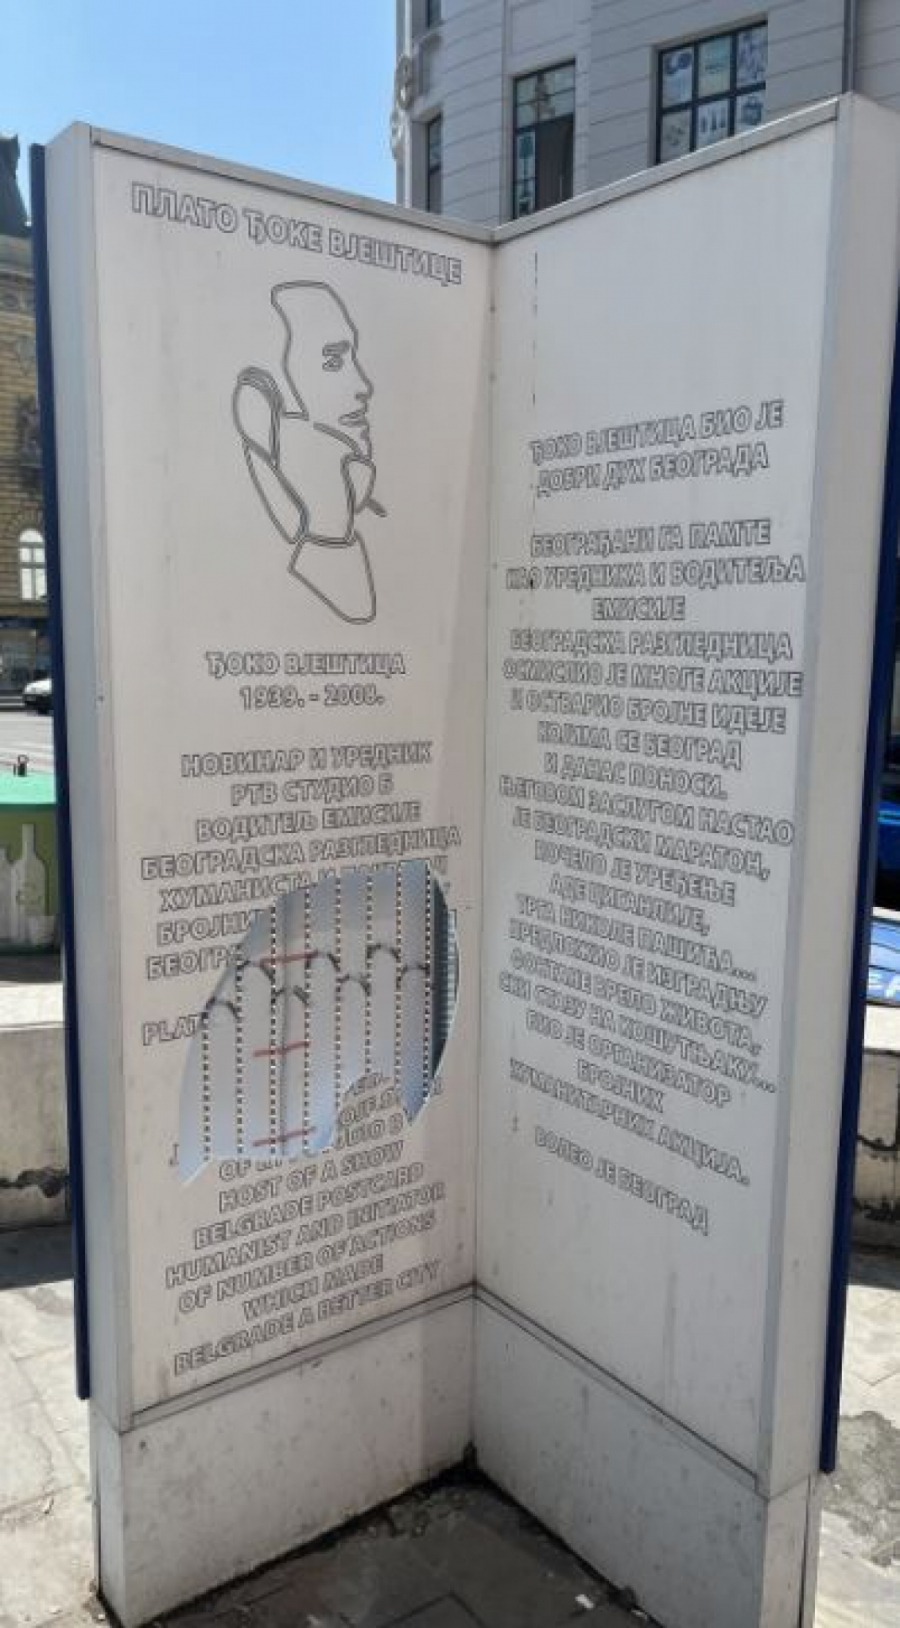 ПЛАТО ЂОКЕ ВЈЕШТИЦЕ
ЂОКО ВЈЕШТИЦА
1939. - 2008.
НОВИНАР И УРЕДНИК
РТВ СТУДИО Б
ВОДИТЕЉ ЕМИСИЈЕ
БЕОГРАДСКА РАЗГЛЕДНИЦА
ХУМАНИСТА И
HOST OF A SHOW
BELGRADE POSTCARD
HUMANIST AND INITIATOR
OF NUMBER OF ACTIONS
WHICH MADE
BELGRADE A BETTER CITY
ЂОКО ВЈЕШТИЦА БИО ЈЕ
ДОБРИ ДУХ БЕОГРАДА
БЕОГРАЂАНИ ГА ПАМТЕ
КАО УРЕДНИКА И ВОДИТЕЉА
ЕМИСИЈЕ
БЕОГРАДСКА РАЗГЛЕДНИЦА
ОСМИСЛИО ЈЕ МНОГЕ АКЦИЈЕ
И ОСТВАРИО БРОЈНЕ ИДЕЈЕ
КОЈИМА СЕ БЕОГРАД
И ДАНАС ПОНОСИ.
ЊЕГОВОМ ЗАСЛУГОМ НАСТАО
ЈЕ БЕОГРАДСКИ МАРАТОН,
ПОЧЕЛО ЈЕ УРЕЂЕЊЕ
АДЕ ЦИГАНЛИЈЕ,
ТРГА НИКОЛЕ ПАШИЋА...
ПРЕДЛОЖИО ЈЕ ИЗГРАДЊУ
ФОНТАНЕ ВРЕЛО ЖИВОТА,
СКИ СТАЗУ НА КОШУТЊАКУ...
БИО ЈЕ ОРГАНИЗАТОР
БРОЈНИХ
ХУМАНИТАРНИХ АКЦИЈА.
ВОЛЕО ЈЕ БЕОГРАД